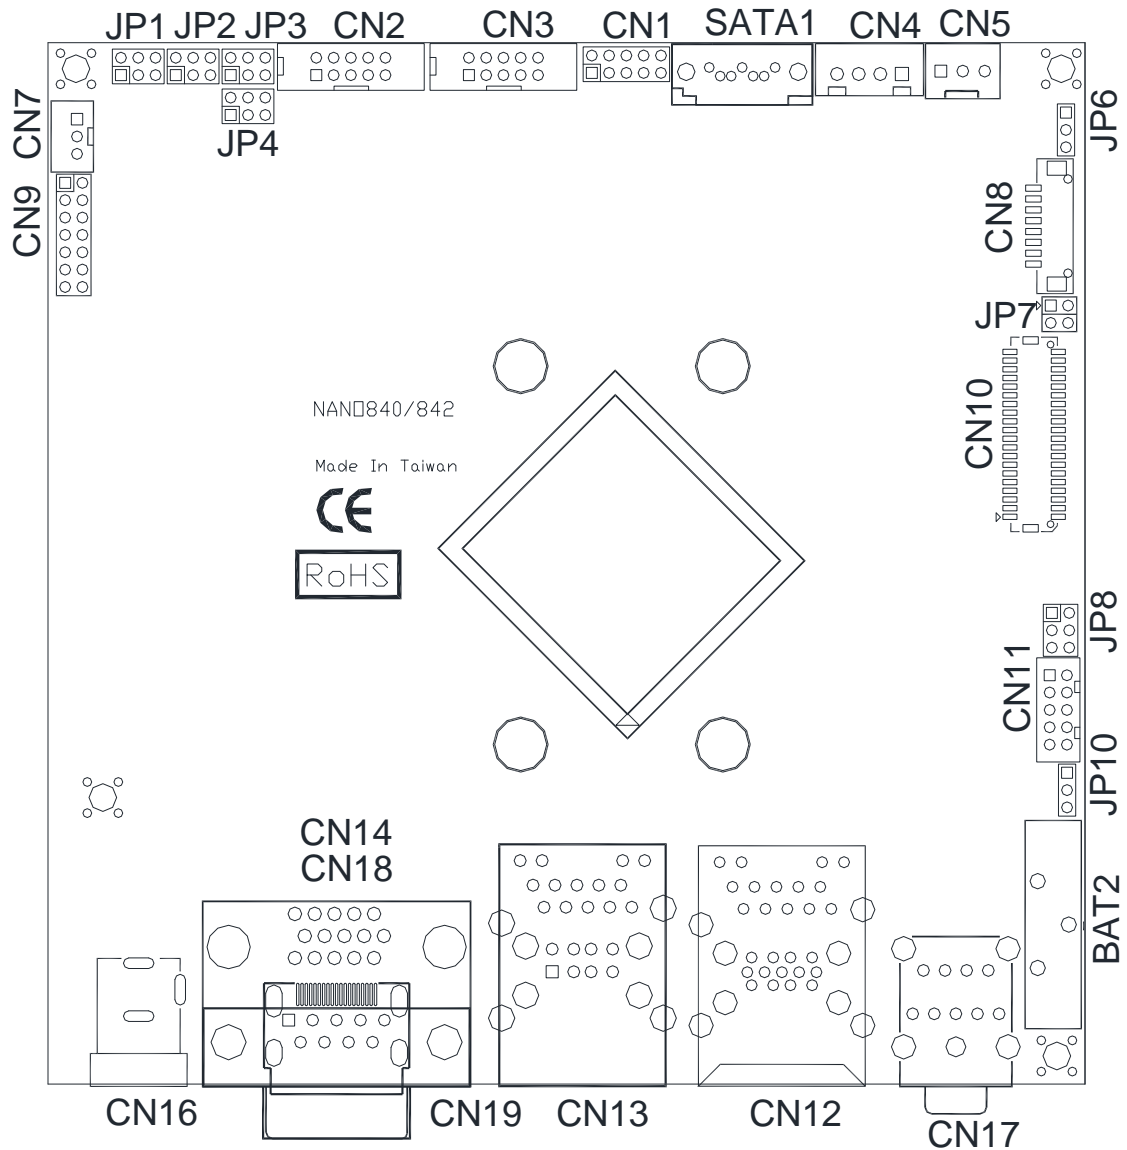 JP1 JP2 JP3 CN2 CN3 CN1 SATA1 CN4 CN5
JP4
CN7
CN9
JP6
CN8
JP7
CN10
NANO840/842
Made In Taiwan
CE
RoHS
JP8
CN11
JP10
CN14
CN18
BAT2
CN16 CN19 CN13 CN12 CN17